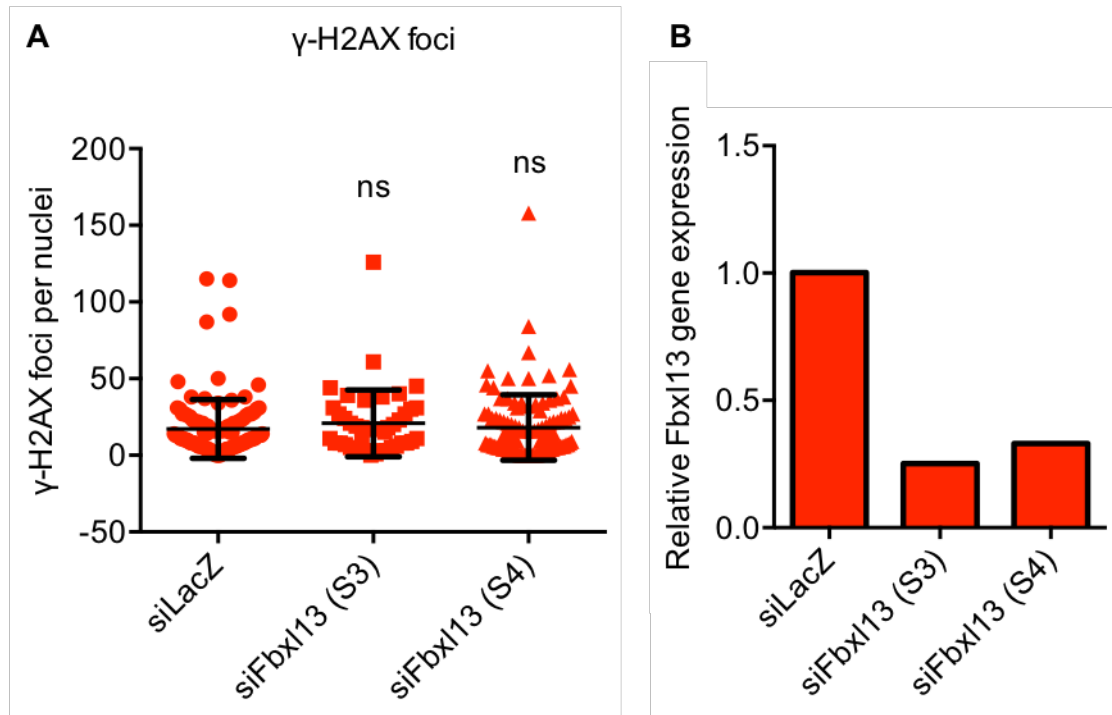 A
γ-H2AX foci
γ-H2AX foci per nuclei
200
150
100
50
0
-50
ns
ns
siLacZ
siFbxl13 (S3)
siFbxl13 (S4)
B
Relative Fbxl13 gene expression
1.5
1.0
0.5
0.0
siLacZ
siFbxl13 (S3)
siFbxl13 (S4)